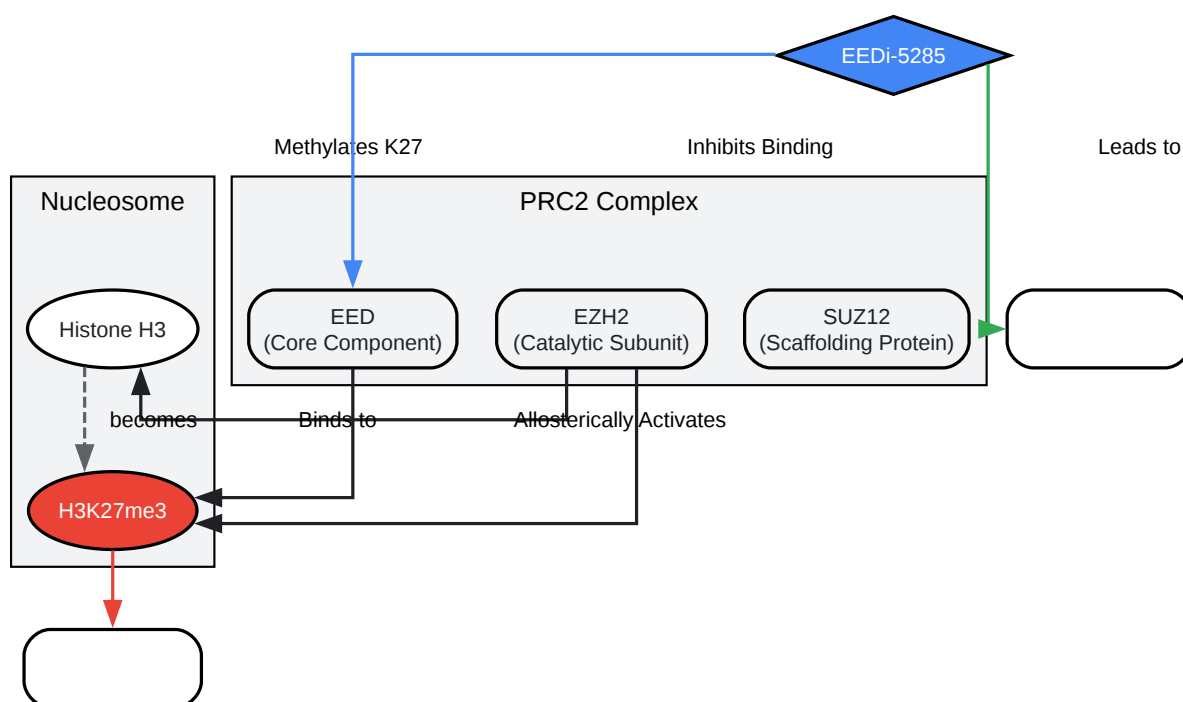 EEDi-5285
Methylates K27
Inhibits Binding
Leads to
Nucleosome
PRC2 Complex
Histone H3
EED
(Core Component)
EZH2
(Catalytic Subunit)
SUZ12
(Scaffolding Protein)
becomes
Binds to
Allosterically Activates
H3K27me3